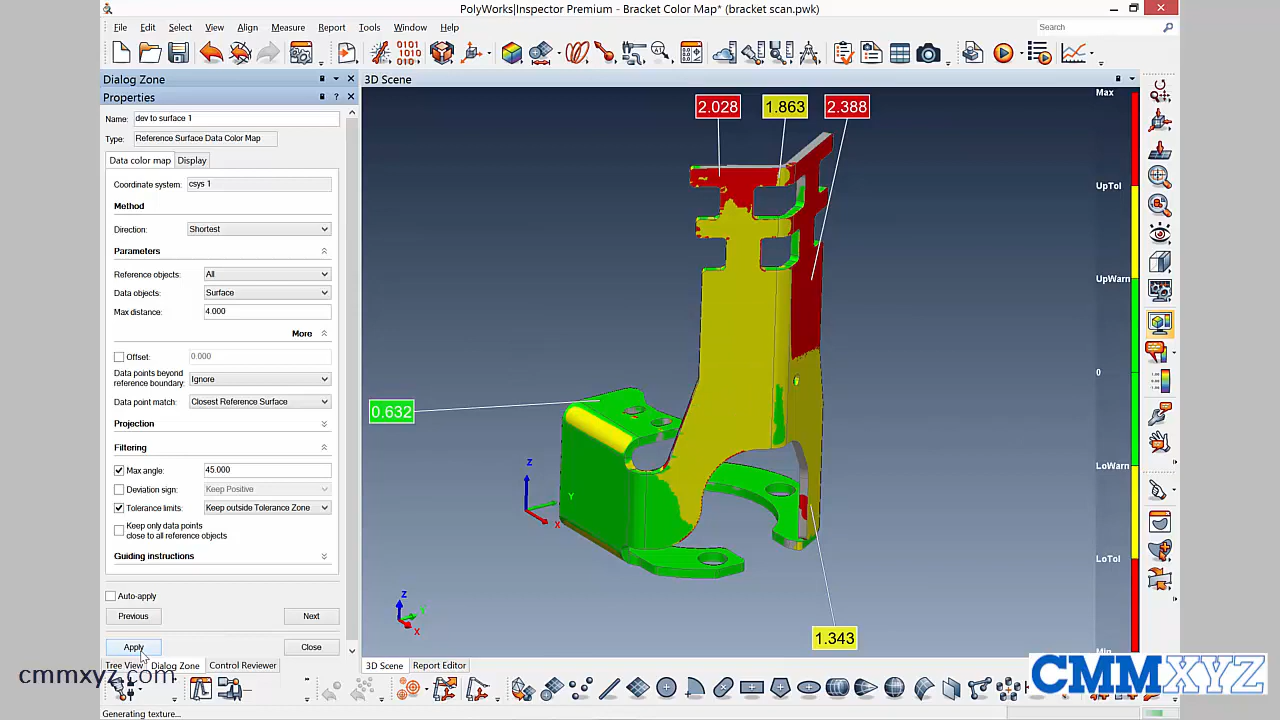 PolyWorks|Inspector Premium - Bracket Color Map* (bracket scan.pwk)
File Edit Select View Align Measure Report Tools Window Help
Search
Dialog Zone
3D Scene
Properties
Name: dev to surface 1
Type: Reference Surface Data Color Map
Data color map Display
Coordinate system: csys 1
Method
Direction: Shortest
Parameters
Reference objects: All
Data objects: Surface
Max distance: 4.000
More
Offset: 0.000
Data points beyond
reference boundary: Ignore
Data point match: Closest Reference Surface
Projection
Filtering
Max angle: 45.000
Deviation sign: Keep Positive
Tolerance limits: Keep outside Tolerance Zone
Keep only data points
close to all reference objects
Guiding instructions
Auto-apply
Previous Next
Apply Close
Tree View Dialog Zone Control Reviewer
2.028 1.863 2.388
0.632
1.343
Z
Y
X
Z
Y
X
Max
UpTol
UpWarn
0
LoWarn
LoTol
Min
3D Scene Report Editor
cmmxyz.com
CMMXYZ
Generating texture...